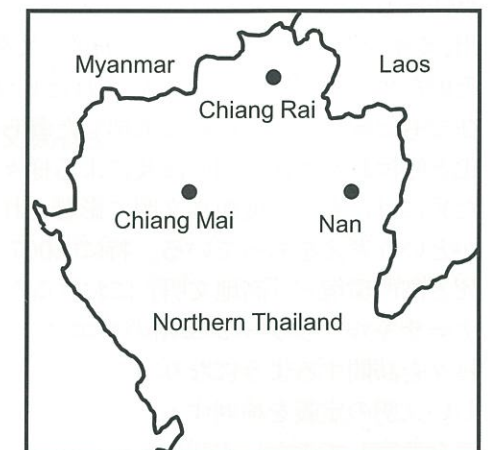 Myanmar
Laos
Chiang Rai
Chiang Mai
Nan
Northern Thailand